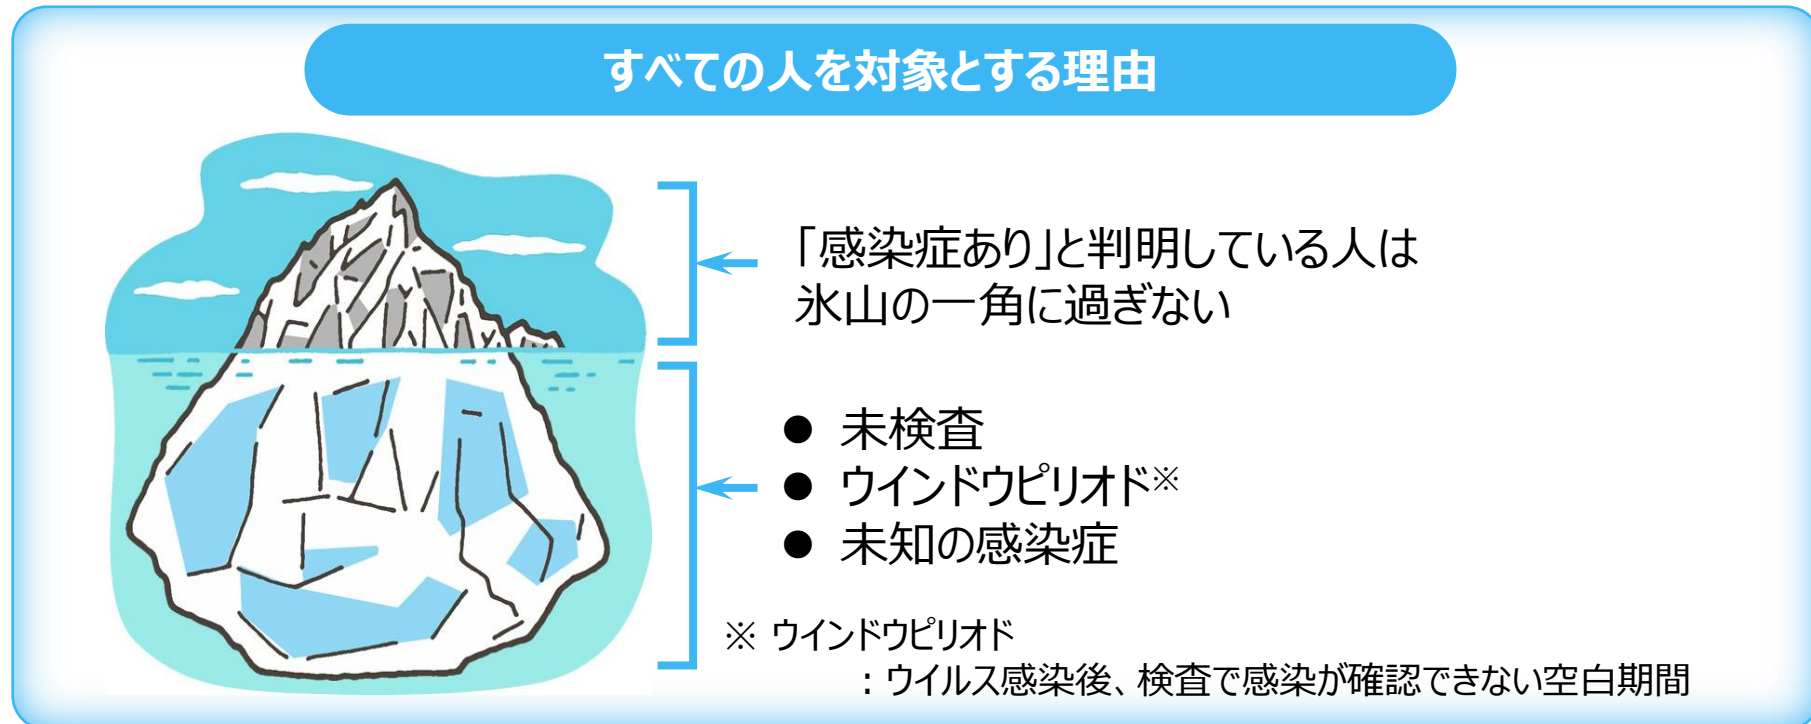 すべての人を対象とする理由
「感染症あり」と判明している人は
氷山の一角に過ぎない
● 未検査
● ウインドウピリオド※
● 未知の感染症
※ ウインドウピリオド
：ウイルス感染後、検査で感染が確認できない空白期間